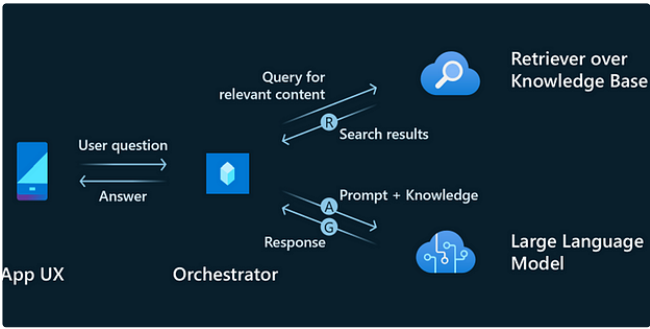 Query for
relevant content
Retriever over
Knowledge Base
R
Search results
User question
Answer
A
Prompt + Knowledge
G
Response
Large Language
Model
App UX
Orchestrator